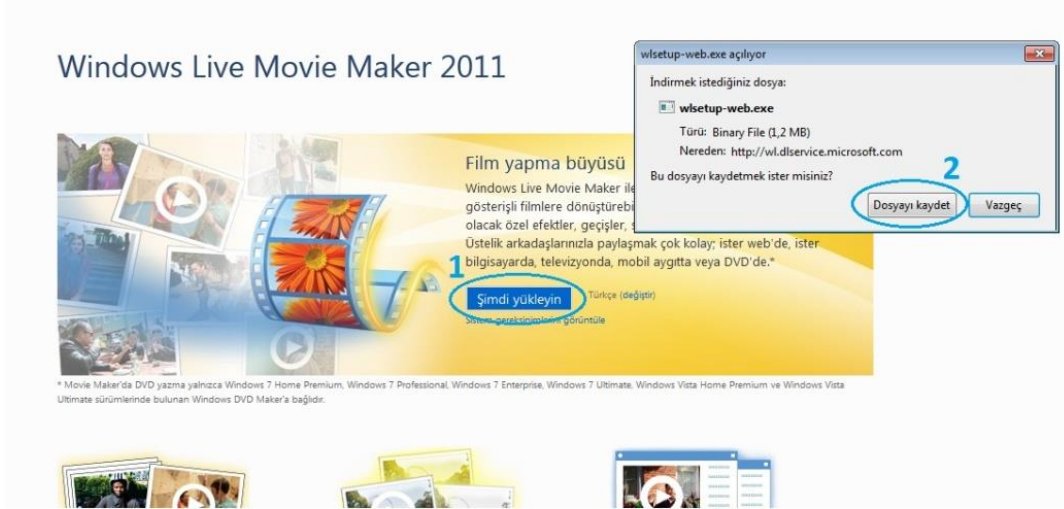 Windows Live Movie Maker 2011
Film yapma büyüsü
Windows Live Movie Maker ile
gösterişli filmlere dönüştürebi
olacak özel efektler, geçişler,
Üstelik arkadaşlarınızla paylaşmak çok kolay; ister web'de, ister
bilgisayarda, televizyonda, mobil aygıtta veya DVD'de.*
1
Şimdi yükleyin
Türkçe (değiştir)
Sistem gereksinimlerini görüntüle
* Movie Maker'da DVD yazma yalnızca Windows 7 Home Premium, Windows 7 Professional, Windows 7 Enterprise, Windows 7 Ultimate, Windows Vista Home Premium ve Windows Vista
Ultimate sürümlerinde bulunan Windows DVD Maker'a bağlıdır.
wlsetup-web.exe açılıyor
İndirmek istediğiniz dosya:
wlsetup-web.exe
Türü: Binary File (1,2 MB)
Nereden: http://wl.dlservice.microsoft.com
Bu dosyayı kaydetmek ister misiniz?
2
Dosyayı kaydet
Vazgeç